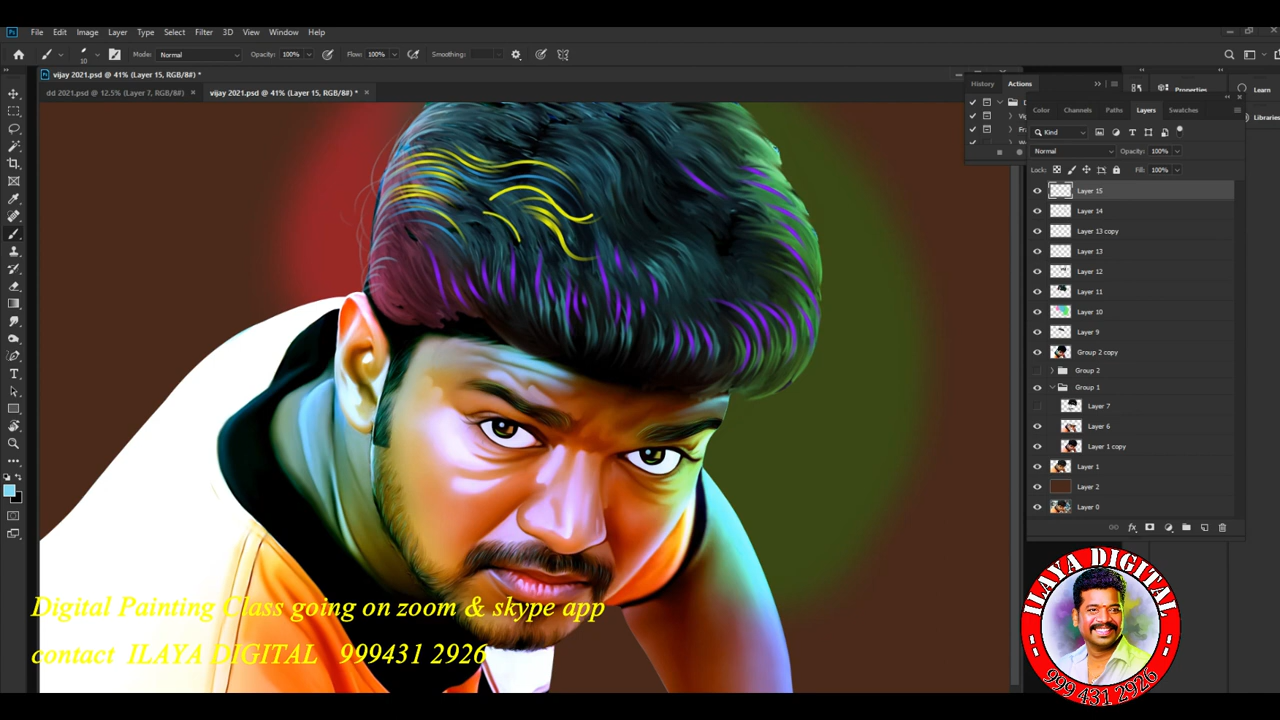 File Edit Image Layer Type Select Filter 3D View Window Help
10 Mode: Normal Opacity: 100% Flow: 100% Smoothing:
vijay 2021.psd @ 41% (Layer 15, RGB/8#) *
dd 2021.psd @ 12.5% (Layer 7, RGB/8#) × vijay 2021.psd @ 41% (Layer 15, RGB/8#) * ×
History Actions
Properties
Learn
Libraries
Color Channels Paths Layers Swatches
Kind
Normal Opacity: 100%
Lock: Fill: 100%
Layer 15
Layer 14
Layer 13 copy
Layer 13
Layer 12
Layer 11
Layer 10
Layer 9
Group 2 copy
Group 2
Group 1
Layer 7
Layer 6
Layer 1 copy
Layer 1
Layer 2
Layer 0
fx
Digital Painting Class going on zoom & skype app
contact ILAYA DIGITAL 999431 2926
ILAYA DIGITAL
999 431 2926